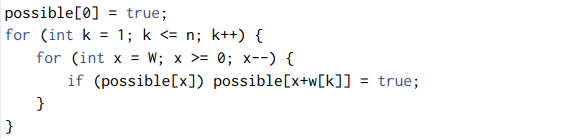 possible[0] = true;
for (int k = 1; k <= n; k++) {
    for (int x = W; x >= 0; x--) {
        if (possible[x]) possible[x+w[k]] = true;
    }
}